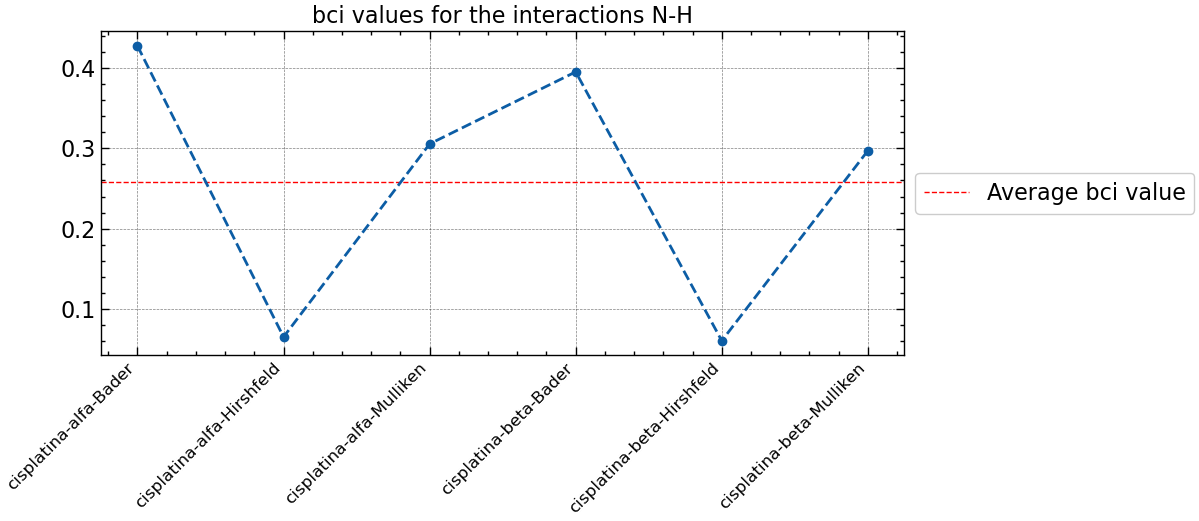 bci values for the interactions N-H
0.4
0.3
0.2
0.1
Average bci value
cisplatina-alfa-Bader
cisplatina-alfa-Hirshfeld
cisplatina-alfa-Mulliken
cisplatina-beta-Bader
cisplatina-beta-Hirshfeld
cisplatina-beta-Mulliken